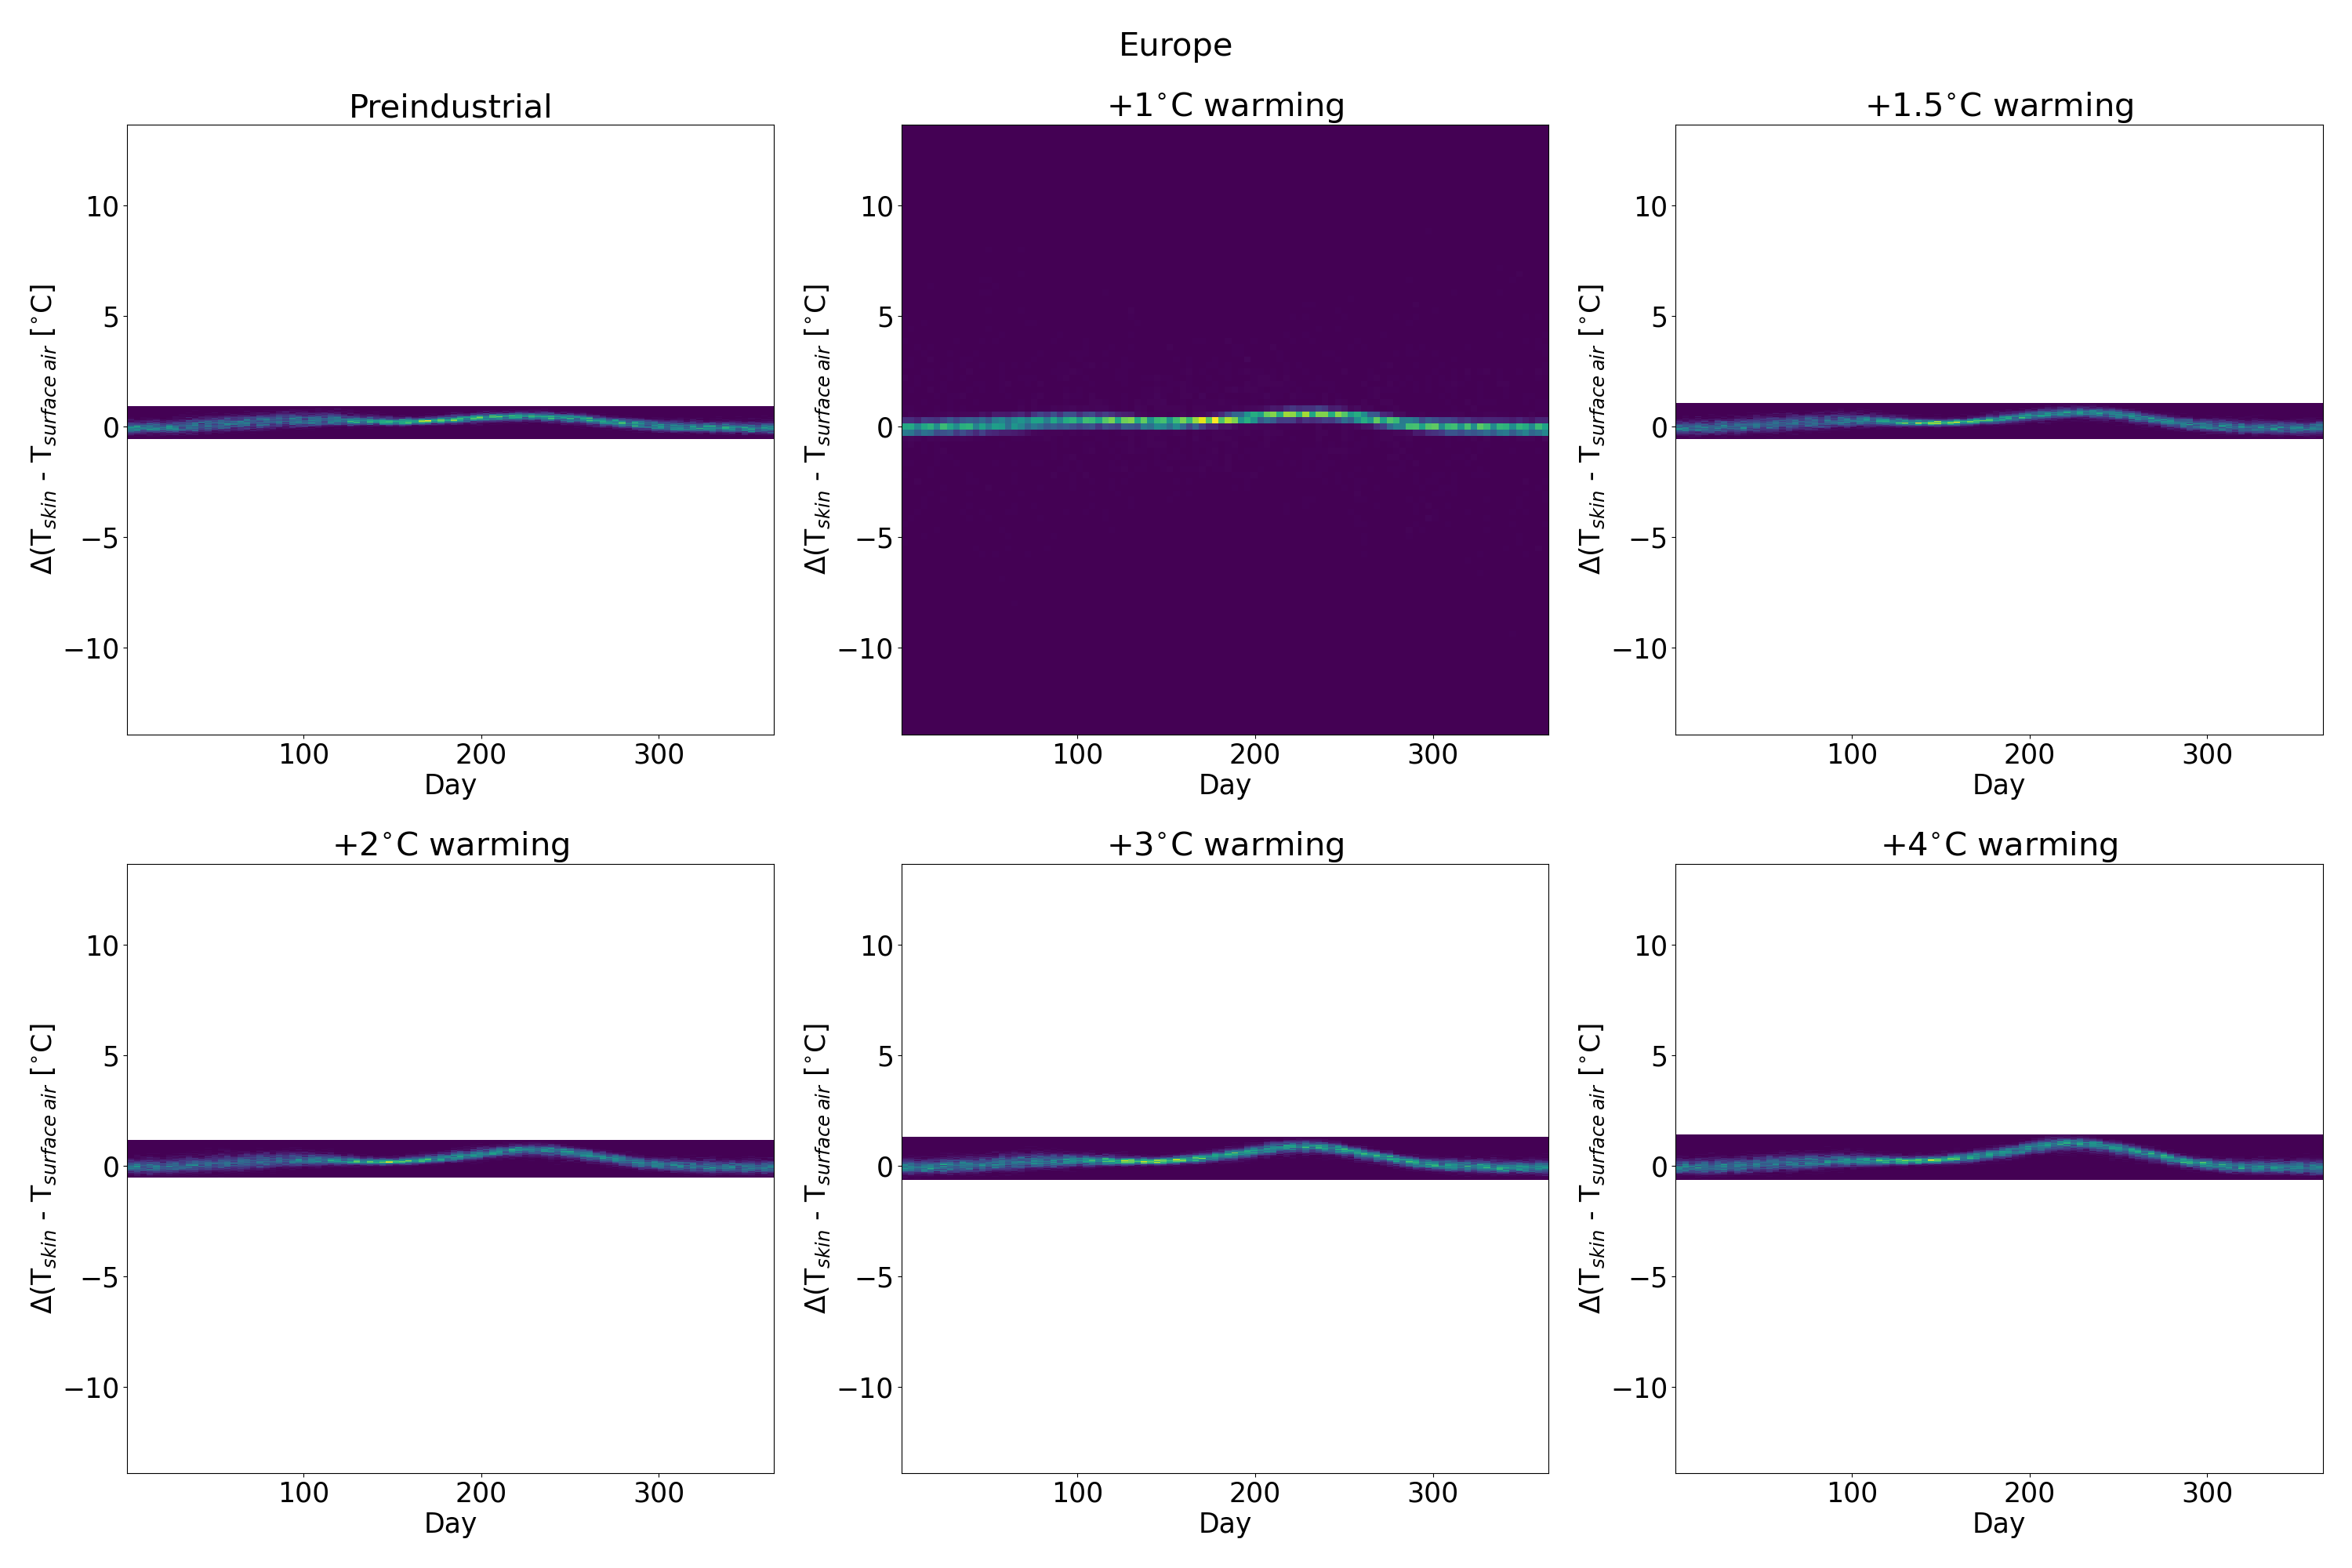 Europe
Preindustrial
+1°C warming
+1.5°C warming
Δ(T_skin - T_surface air [°C]
10
5
0
−5
−10
100 200 300
Day
Δ(T_skin - T_surface air [°C]
10
5
0
−5
−10
100 200 300
Day
Δ(T_skin - T_surface air [°C]
10
5
0
−5
−10
100 200 300
Day
+2°C warming
+3°C warming
+4°C warming
Δ(T_skin - T_surface air [°C]
10
5
0
−5
−10
100 200 300
Day
Δ(T_skin - T_surface air [°C]
10
5
0
−5
−10
100 200 300
Day
Δ(T_skin - T_surface air [°C]
10
5
0
−5
−10
100 200 300
Day